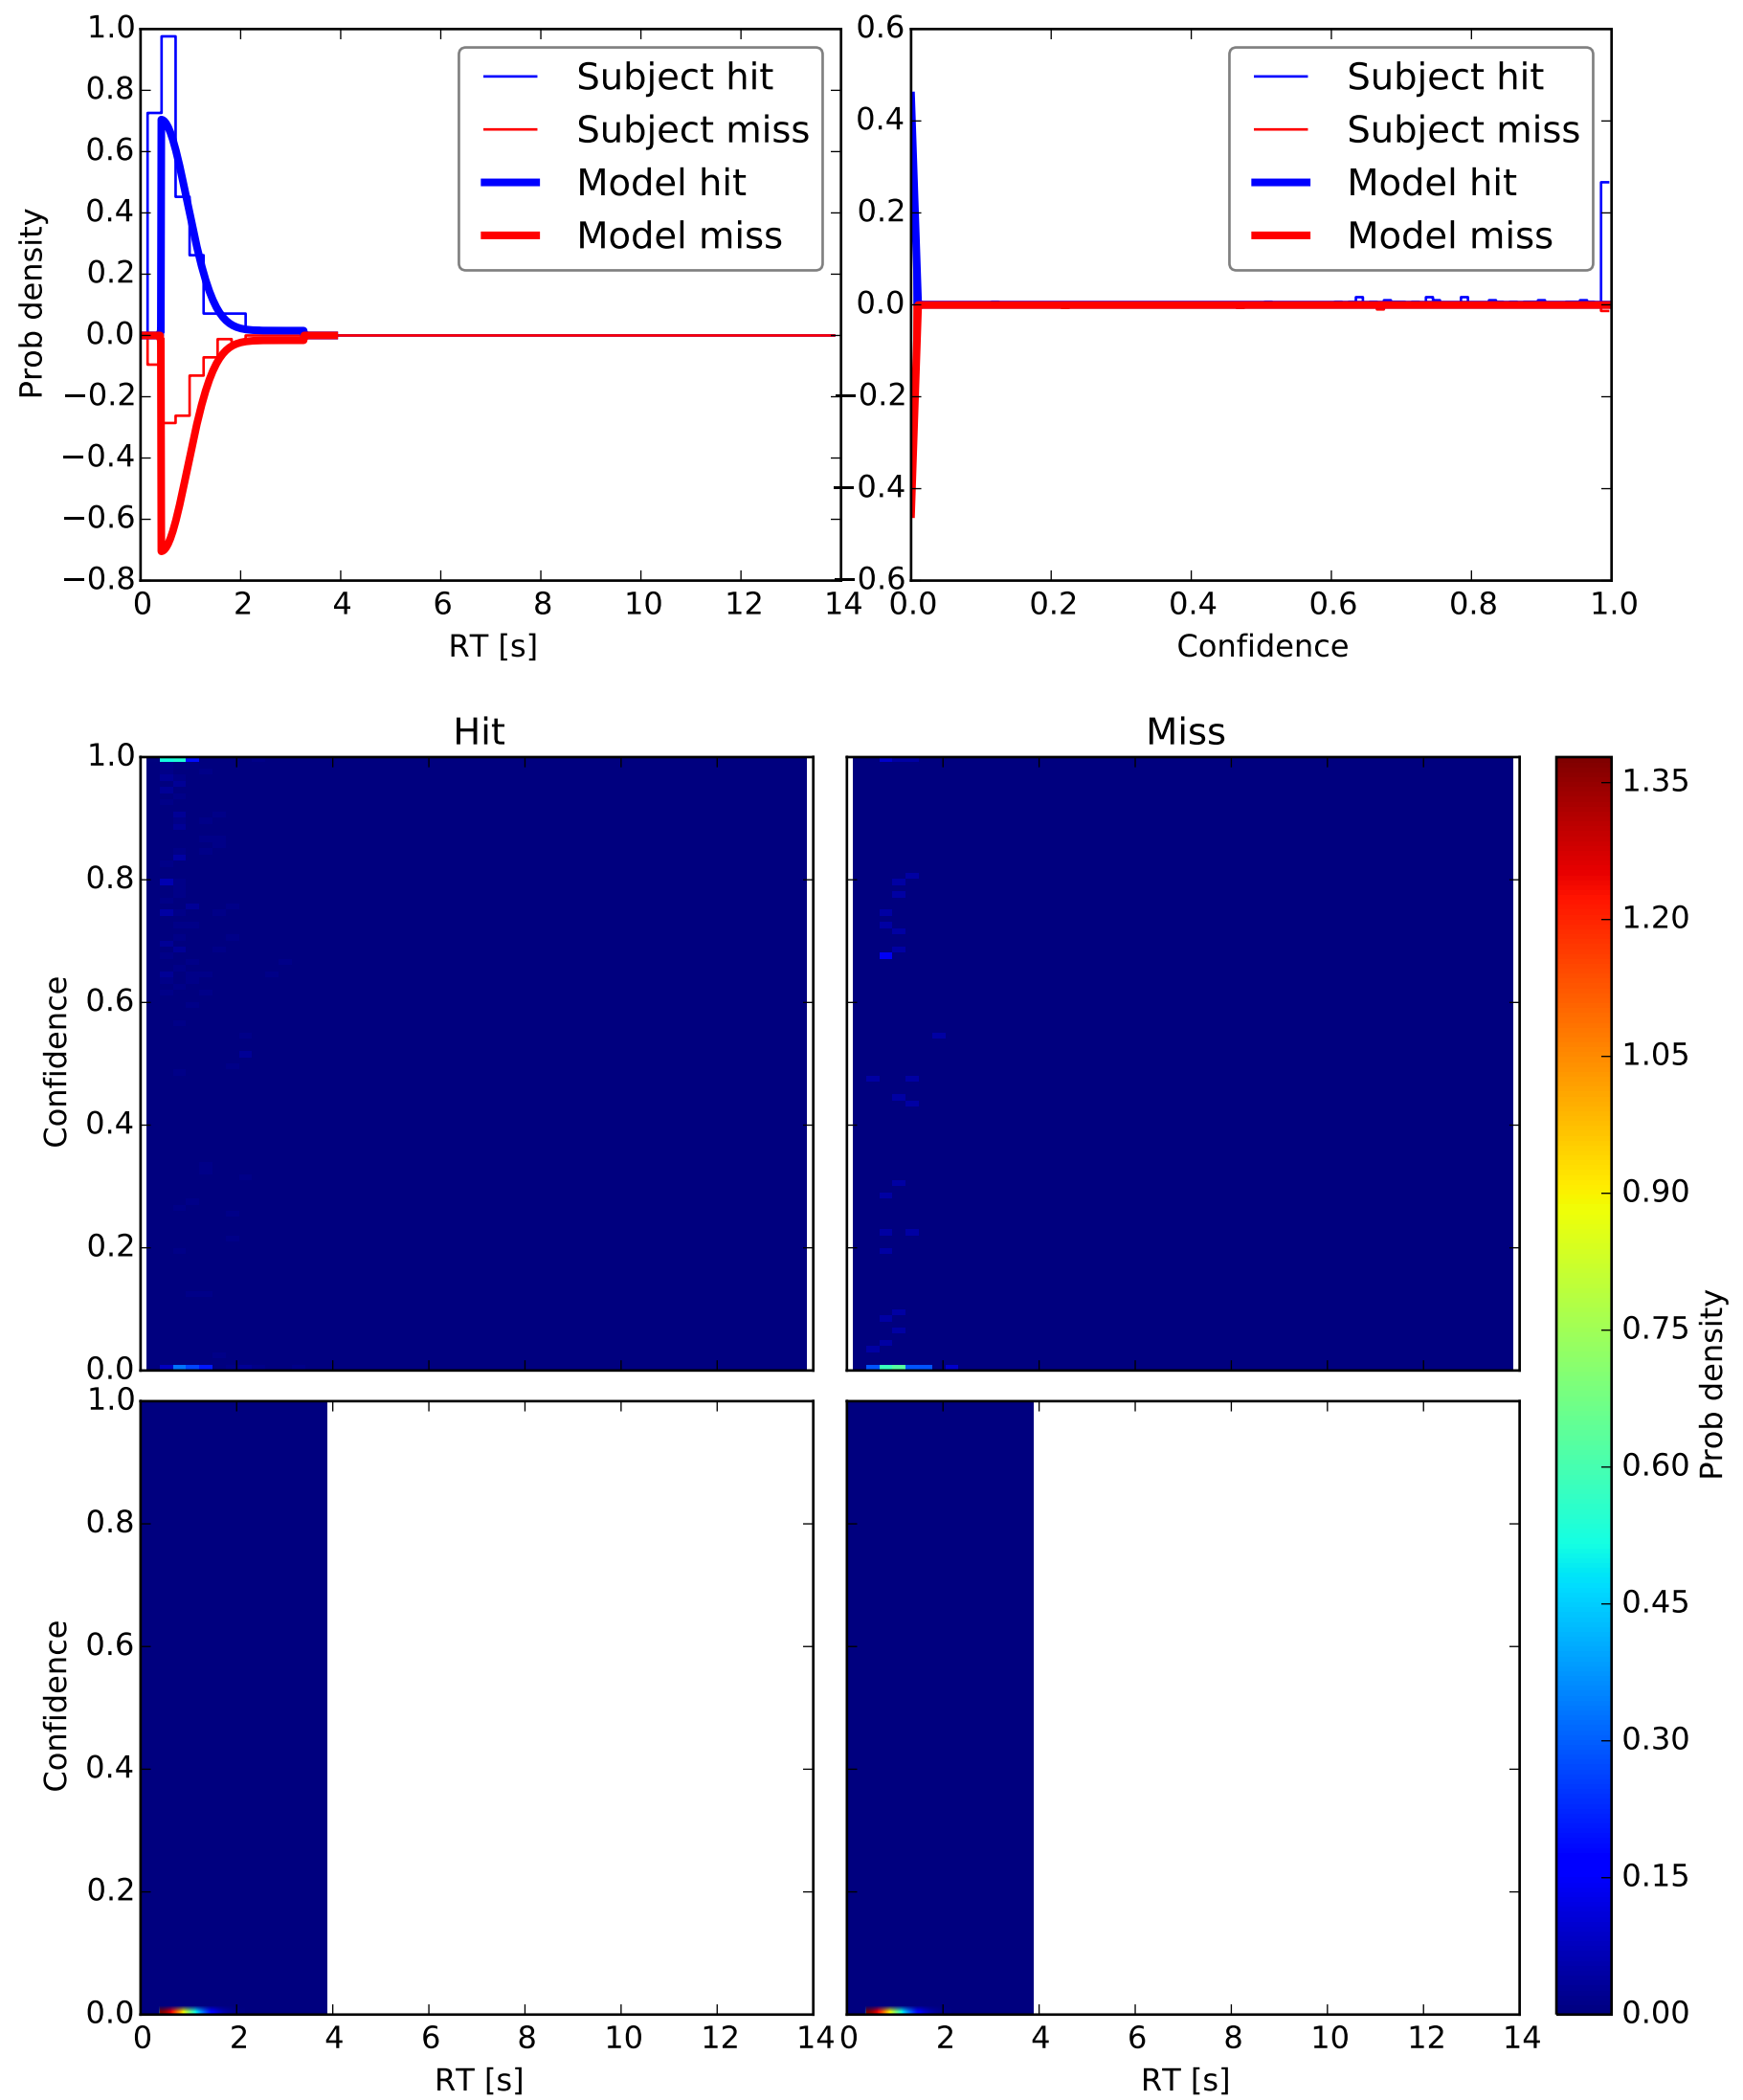 1.0
0.8
0.6
0.4
0.2
0.0
−0.2
−0.4
−0.6
−0.8
Prob density
0 2 4 6 8 10 12 14
RT [s]
Subject hit
Subject miss
Model hit
Model miss
0.6
0.4
0.2
0.0
−0.2
−0.4
−0.6
0.0 0.2 0.4 0.6 0.8 1.0
Confidence
Subject hit
Subject miss
Model hit
Model miss
Hit
1.0
0.8
0.6
0.4
0.2
0.0
Confidence
Miss
1.0
0.8
0.6
0.4
0.2
0.0
Confidence
0 2 4 6 8 10 12 14
RT [s]
0 2 4 6 8 10 12 14
RT [s]
1.35
1.20
1.05
0.90
0.75
0.60
0.45
0.30
0.15
0.00
Prob density